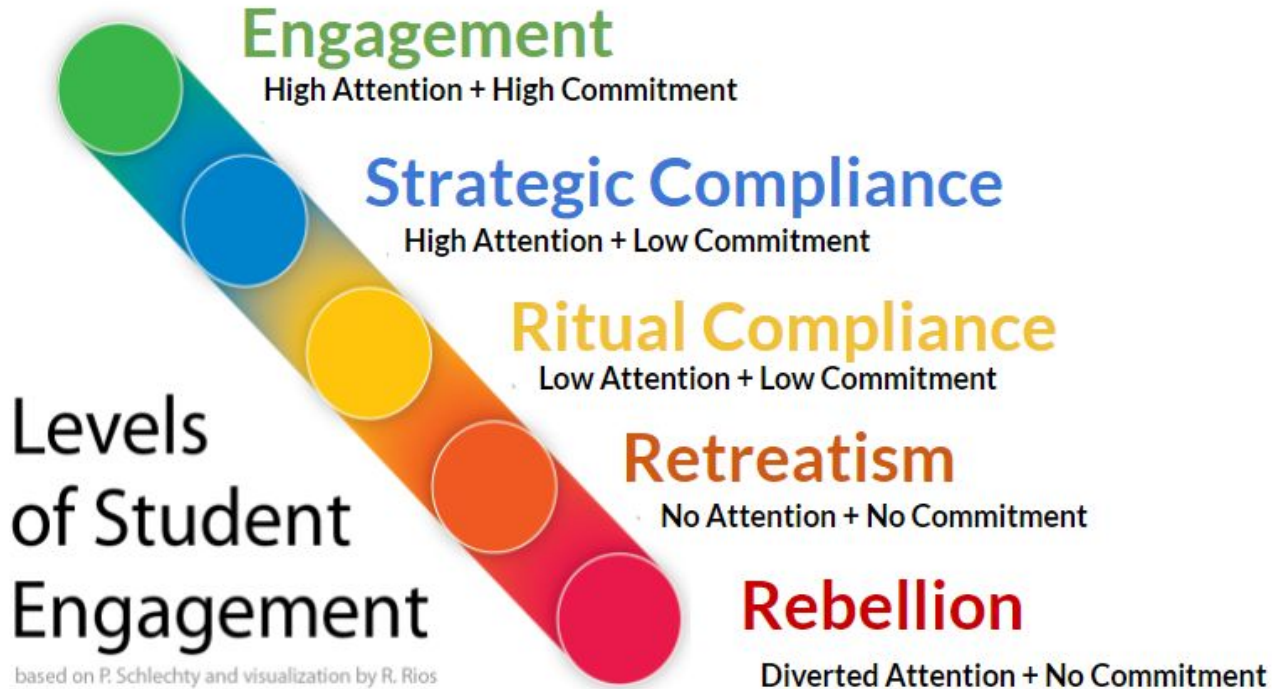 Engagement
High Attention + High Commitment
Strategic Compliance
High Attention + Low Commitment
Ritual Compliance
Low Attention + Low Commitment
Retreatism
No Attention + No Commitment
Rebellion
Diverted Attention + No Commitment
Levels
of Student
Engagement
based on P. Schlechty and visualization by R. Rios